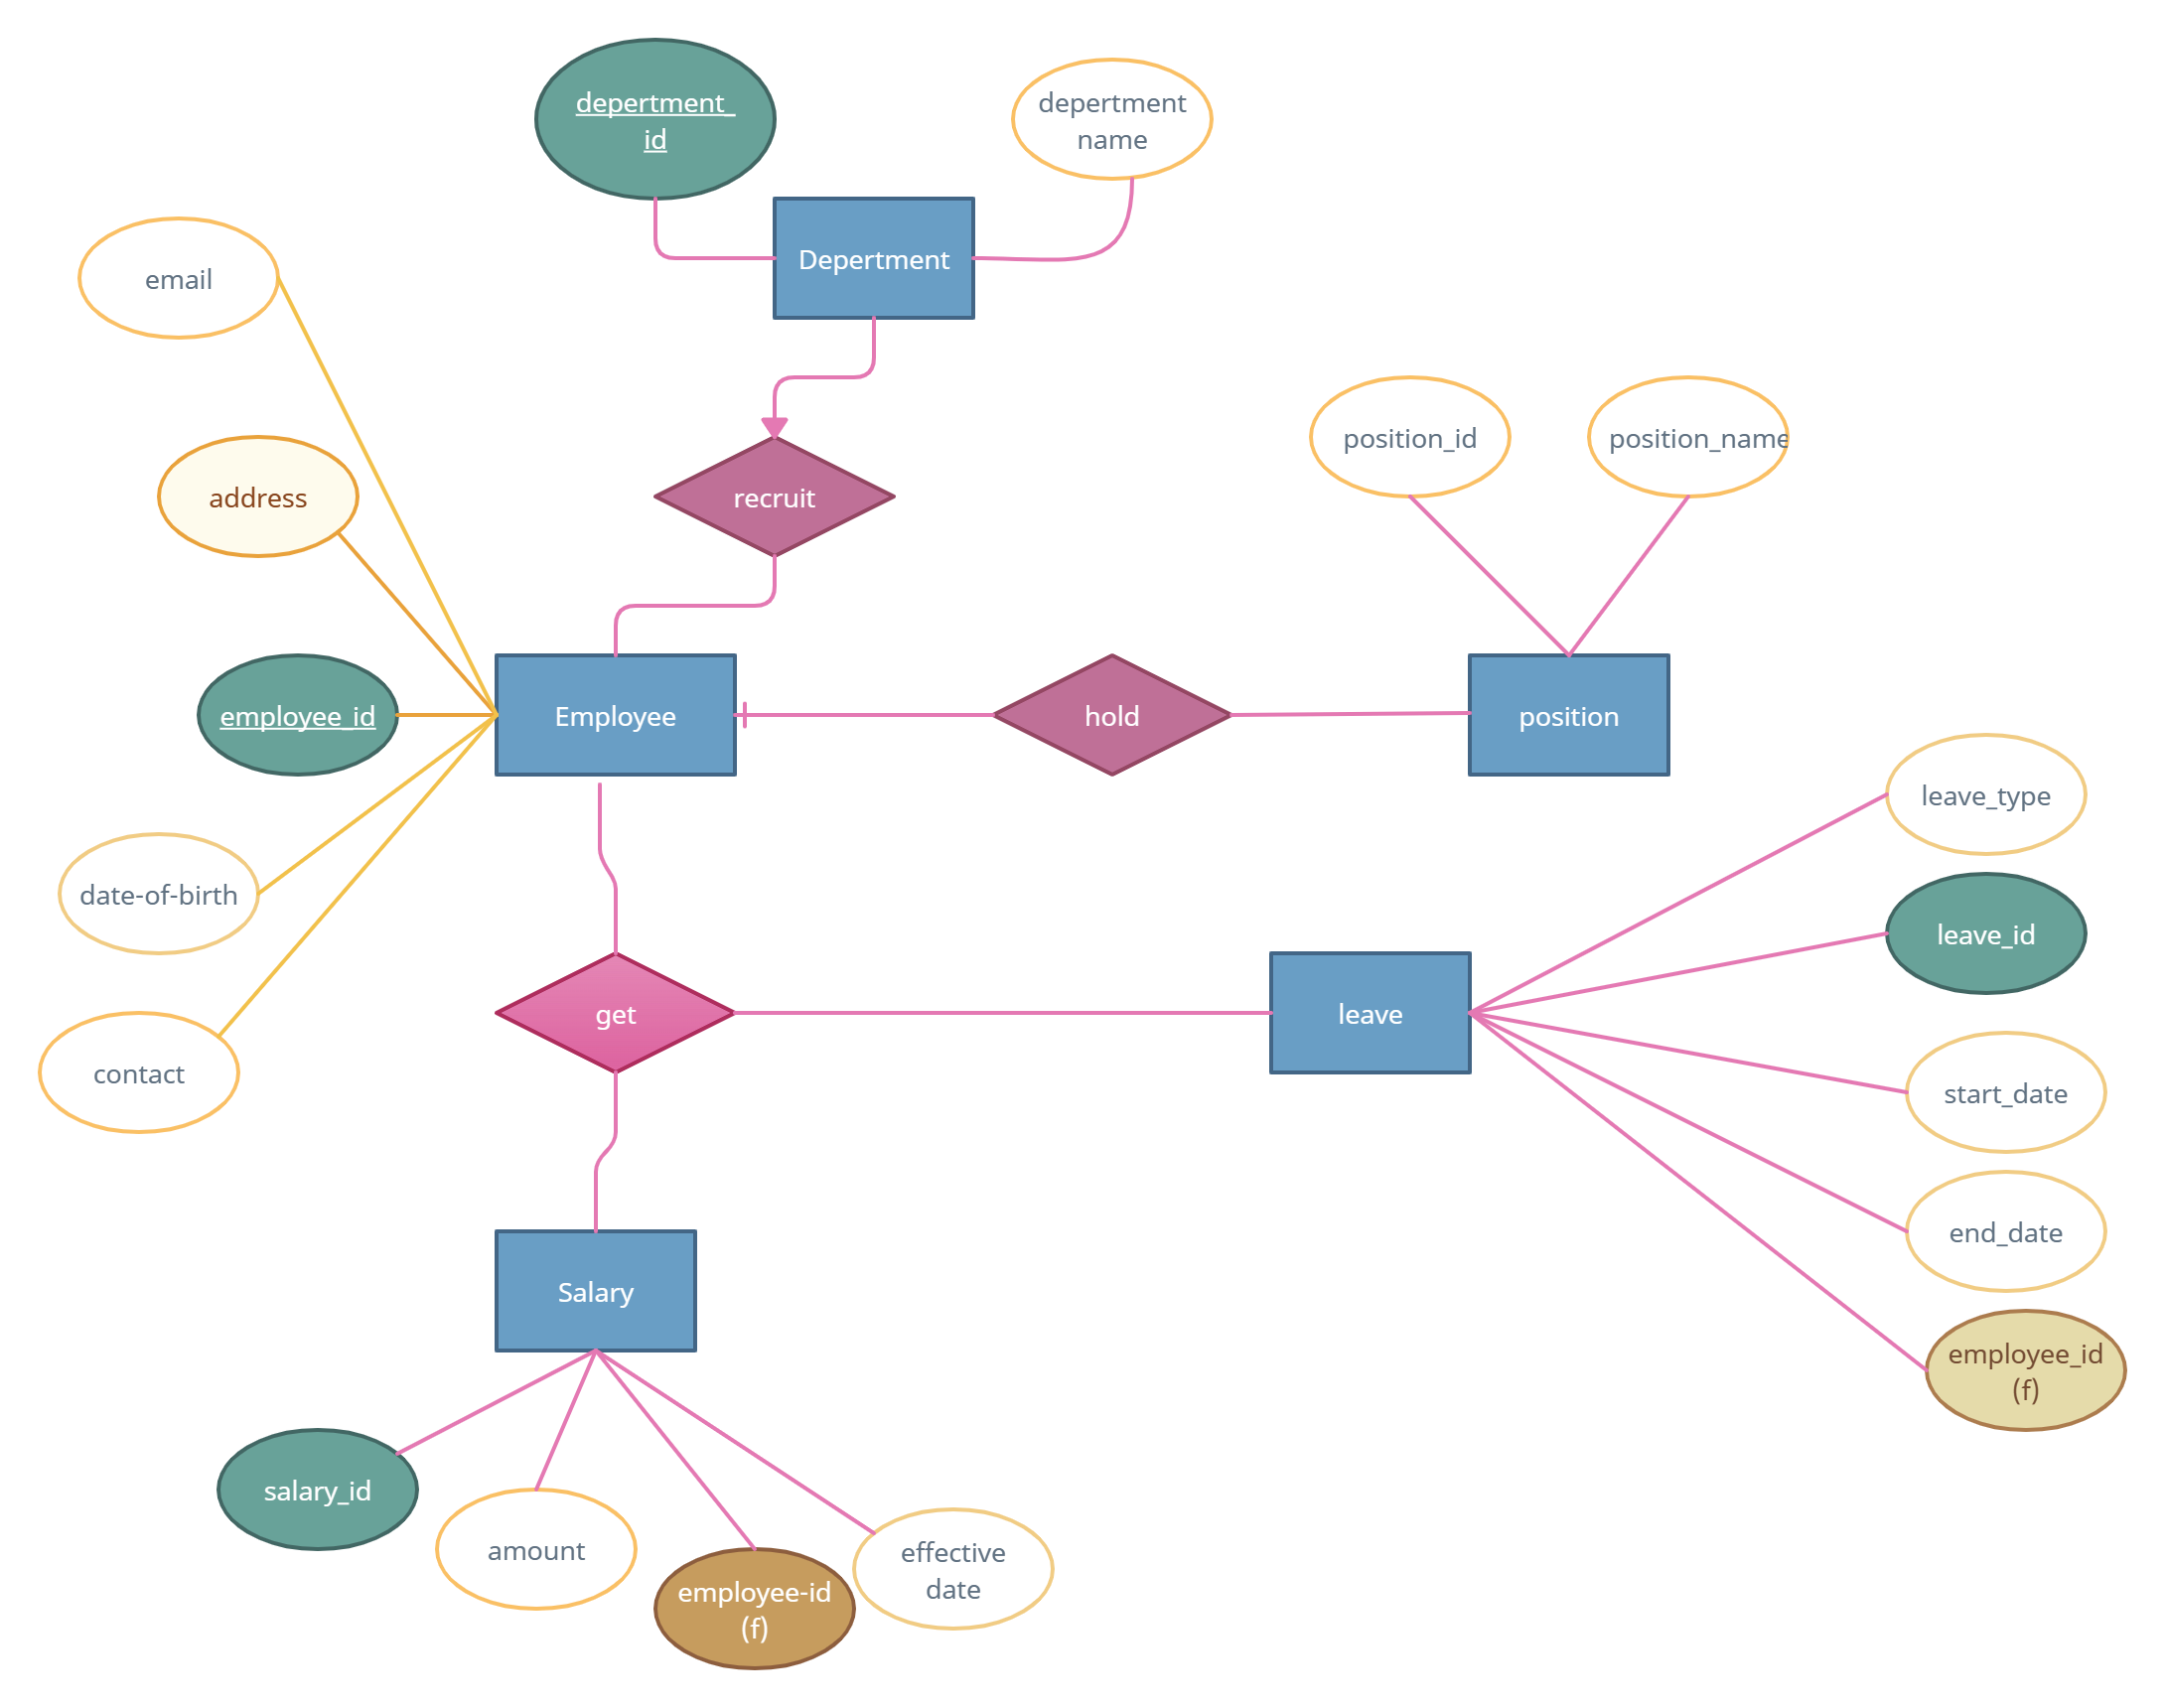 depertment_
id
depertment
name
Depertment
email
address
recruit
position_id
position_name
employee_id
Employee
hold
position
leave_type
date-of-birth
leave_id
get
leave
contact
start_date
end_date
Salary
employee_id
(f)
salary_id
amount
employee-id
(f)
effective
date